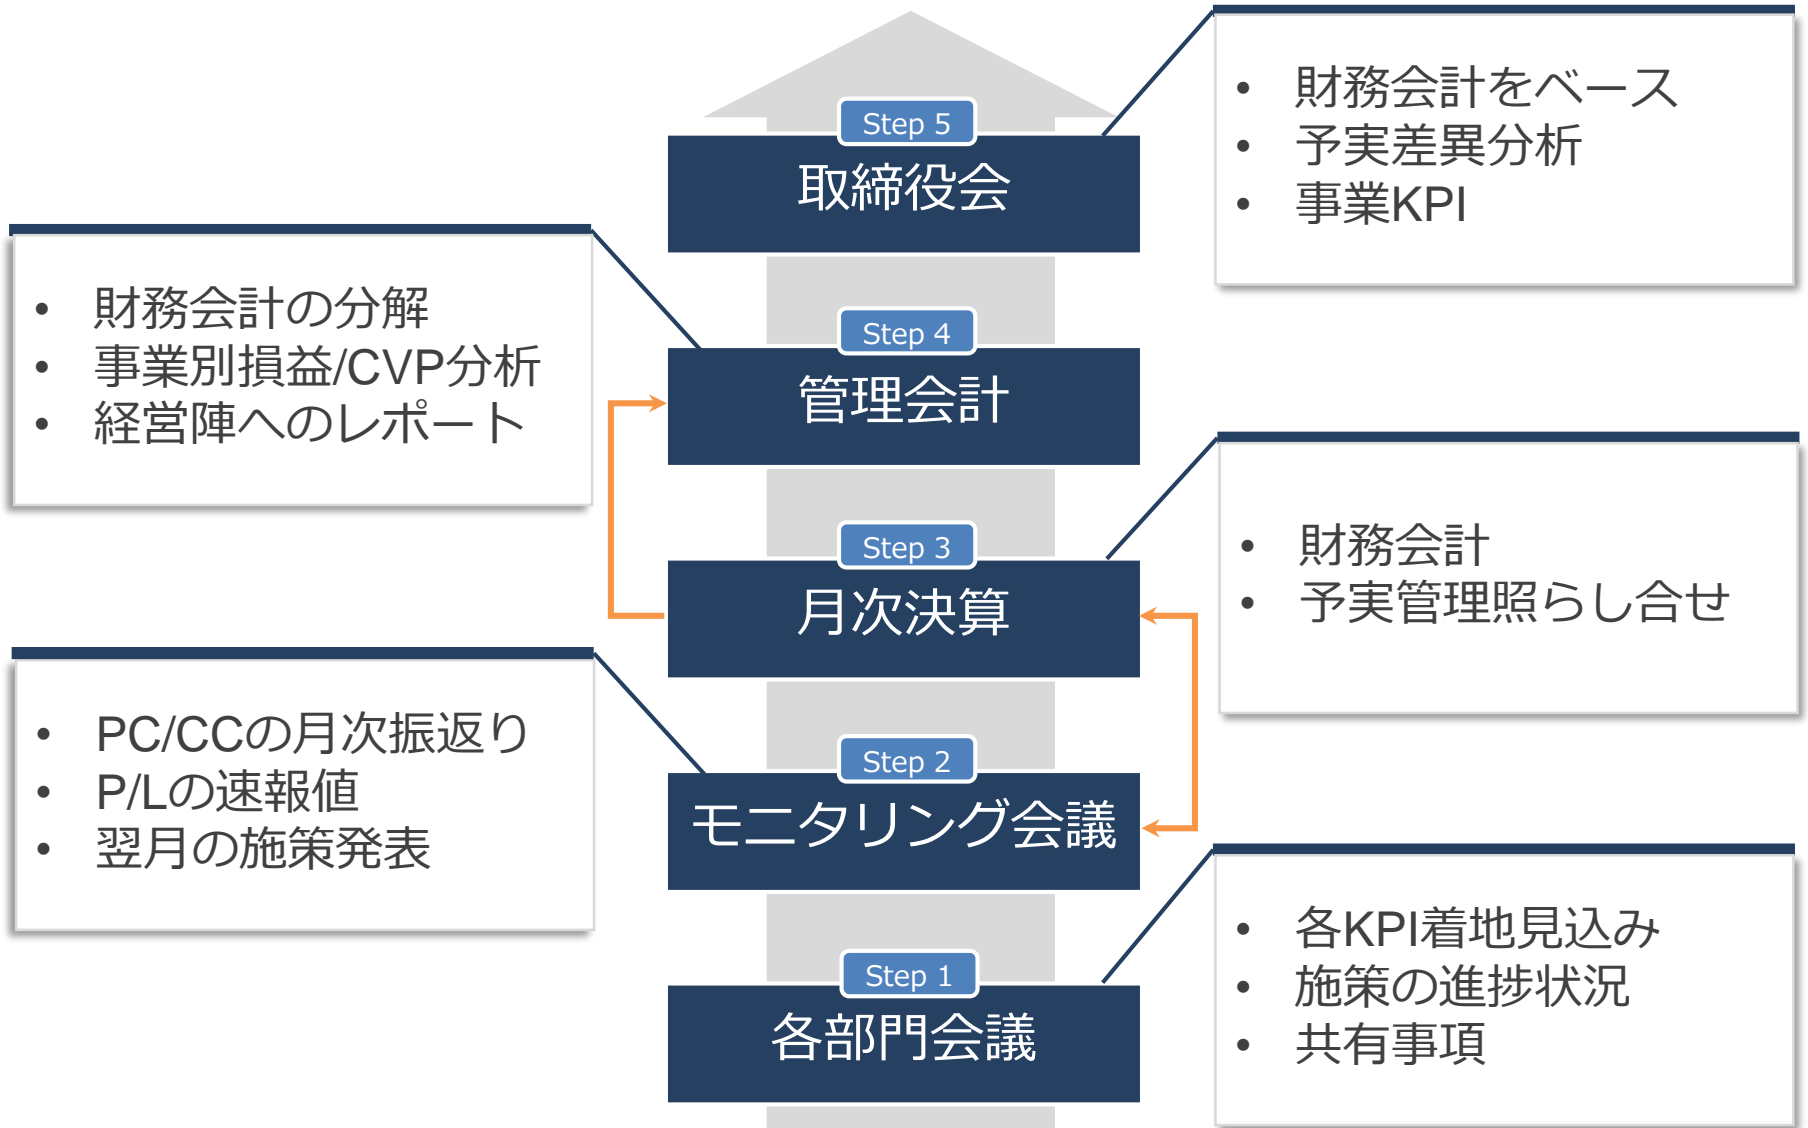 Step 5
取締役会
• 財務会計をベース
• 予実差異分析
• 事業KPI
Step 4
管理会計
• 財務会計の分解
• 事業別損益/CVP分析
• 経営陣へのレポート
Step 3
月次決算
• 財務会計
• 予実管理照らし合せ
Step 2
モニタリング会議
• PC/CCの月次振返り
• P/Lの速報値
• 翌月の施策発表
Step 1
各部門会議
• 各KPI着地見込み
• 施策の進捗状況
• 共有事項